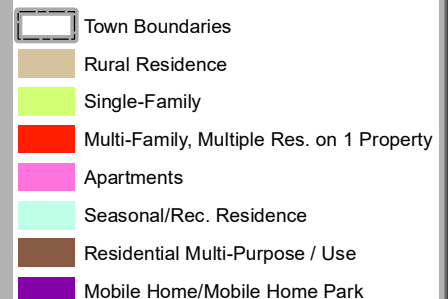 Town Boundaries
Rural Residence
Single-Family
Multi-Family, Multiple Res. on 1 Property
Apartments
Seasonal/Rec. Residence
Residential Multi-Purpose / Use
Mobile Home/Mobile Home Park